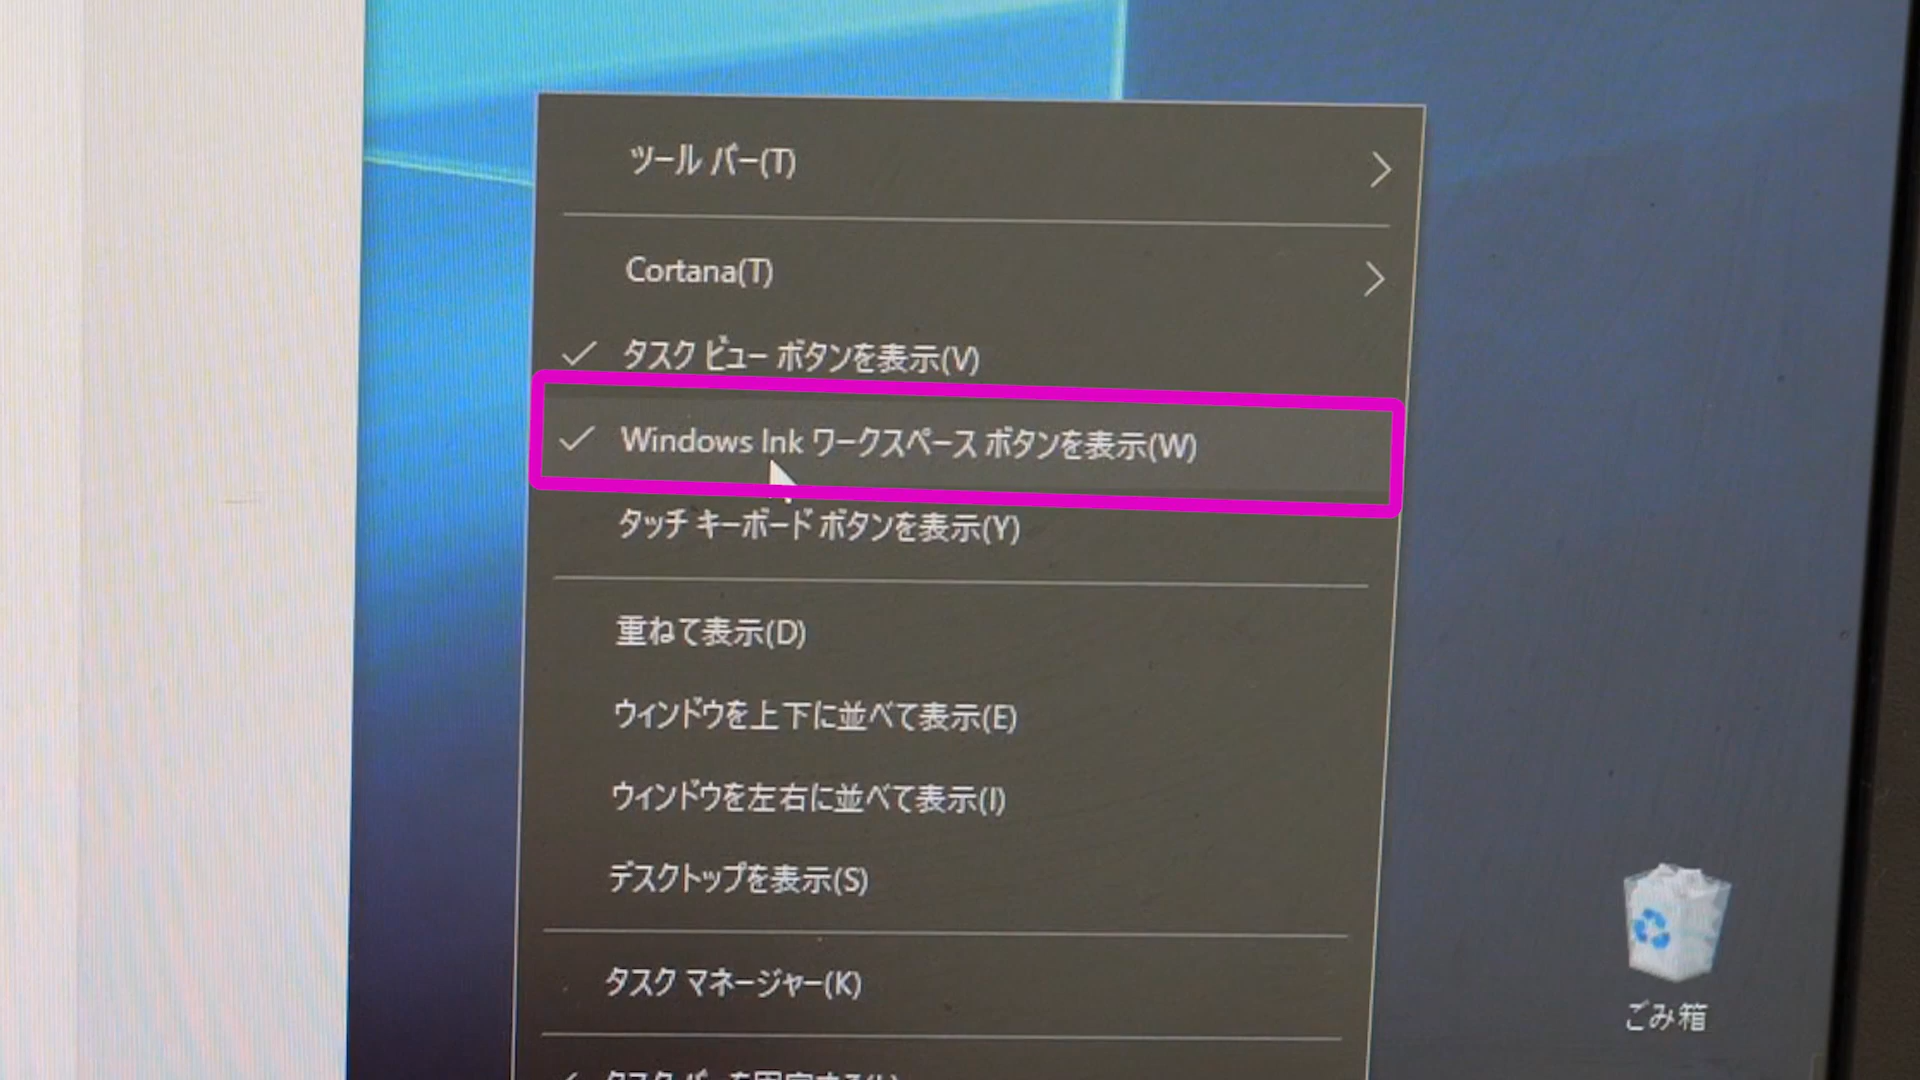 ツール バー(T)
Cortana(T)
タスク ビュー ボタンを表示(V)
Windows Ink ワークスペース ボタンを表示(W)
タッチ キーボード ボタンを表示(Y)
重ねて表示(D)
ウィンドウを上下に並べて表示(E)
ウィンドウを左右に並べて表示(I)
デスクトップを表示(S)
タスク マネージャー(K)
ごみ箱